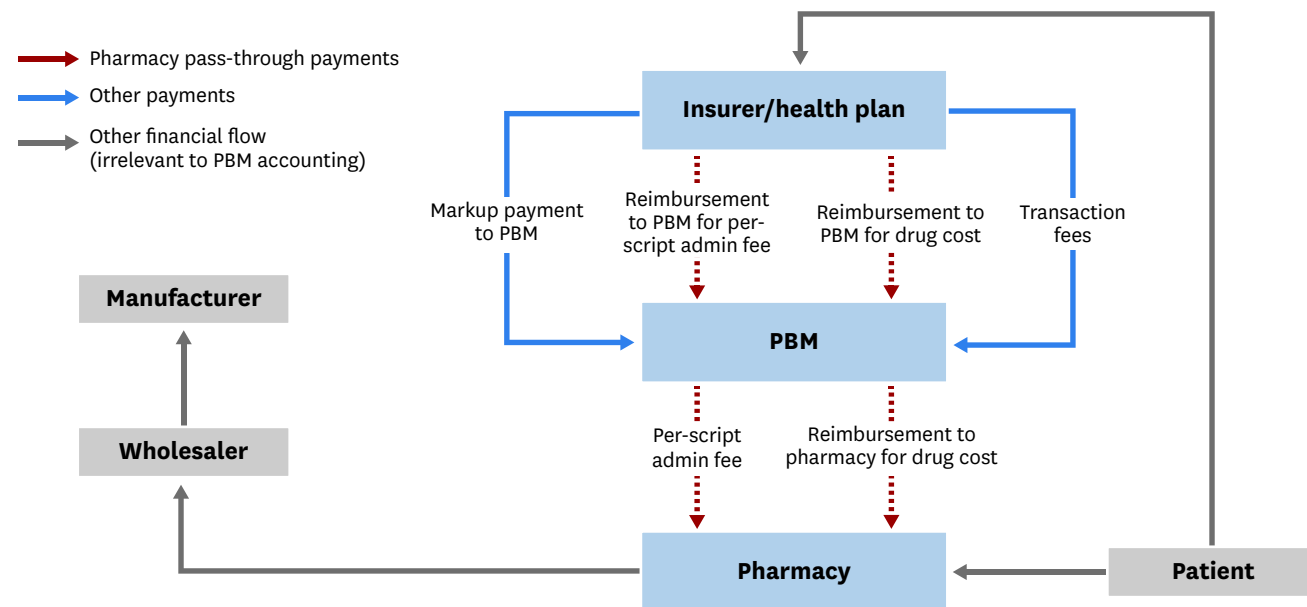 Pharmacy pass-through payments
Other payments
Other financial flow
(irrelevant to PBM accounting)
Insurer/health plan
Markup payment
to PBM
Reimbursement
to PBM for per-
script admin fee
Reimbursement to
PBM for drug cost
Transaction
fees
Manufacturer
PBM
Wholesaler
Per-script
admin fee
Reimbursement to
pharmacy for drug cost
Pharmacy
Patient